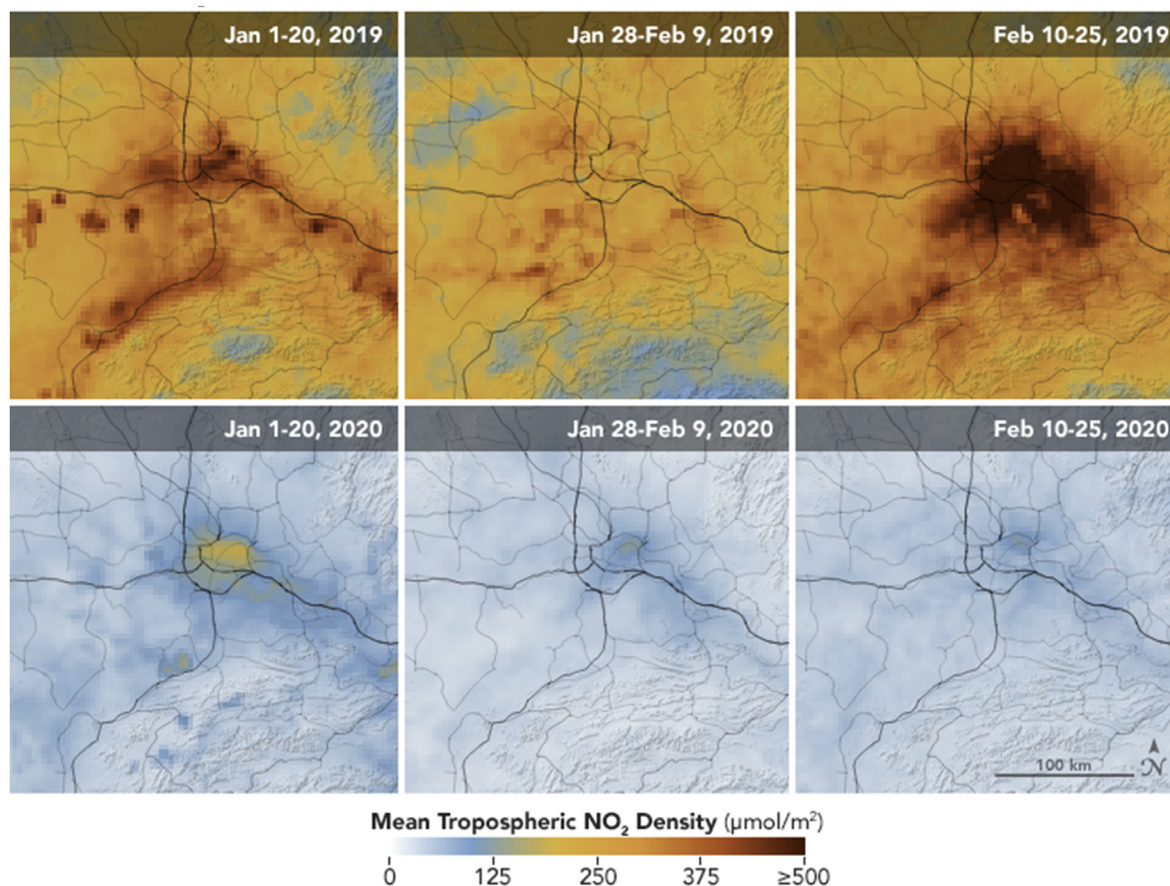 Jan 1-20, 2019
Jan 28-Feb 9, 2019
Feb 10-25, 2019
Jan 1-20, 2020
Jan 28-Feb 9, 2020
Feb 10-25, 2020
100 km
N
Mean Tropospheric NO₂ Density (µmol/m²)
0 125 250 375 ≥500